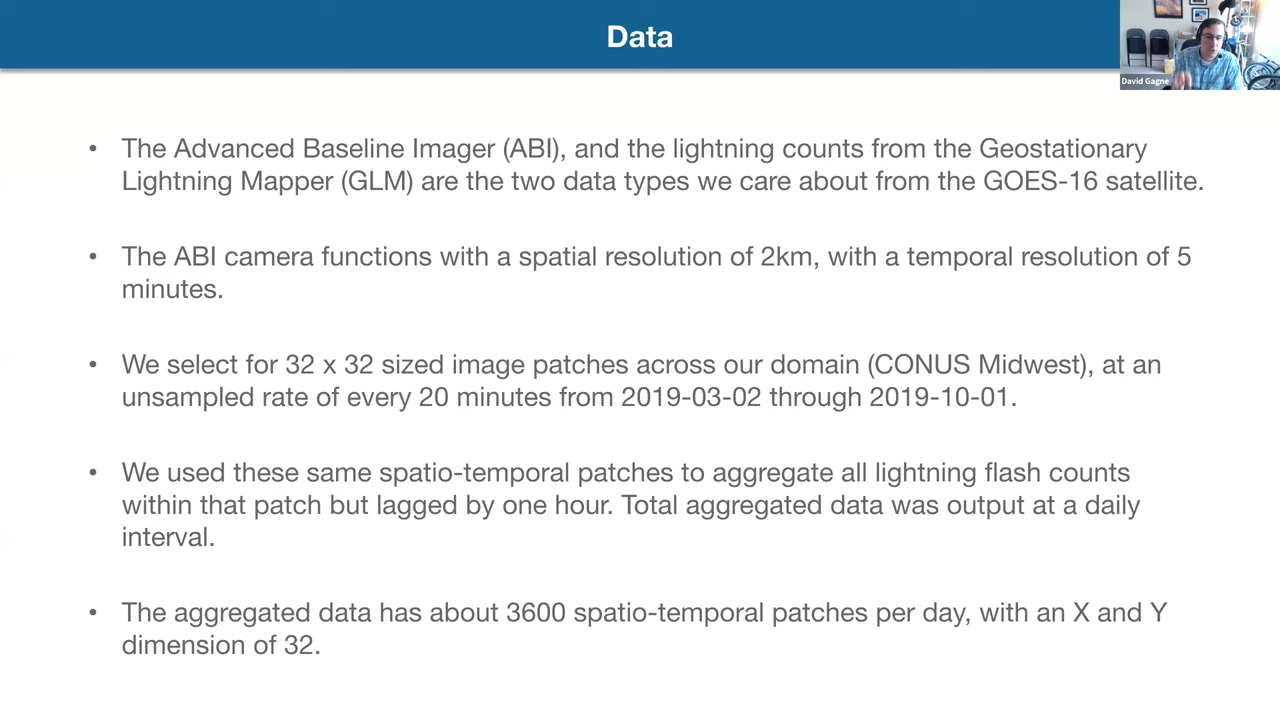 Data
David Gagne
• The Advanced Baseline Imager (ABI), and the lightning counts from the Geostationary
Lightning Mapper (GLM) are the two data types we care about from the GOES-16 satellite.
• The ABI camera functions with a spatial resolution of 2km, with a temporal resolution of 5
minutes.
• We select for 32 x 32 sized image patches across our domain (CONUS Midwest), at an
unsampled rate of every 20 minutes from 2019-03-02 through 2019-10-01.
• We used these same spatio-temporal patches to aggregate all lightning flash counts
within that patch but lagged by one hour. Total aggregated data was output at a daily
interval.
• The aggregated data has about 3600 spatio-temporal patches per day, with an X and Y
dimension of 32.